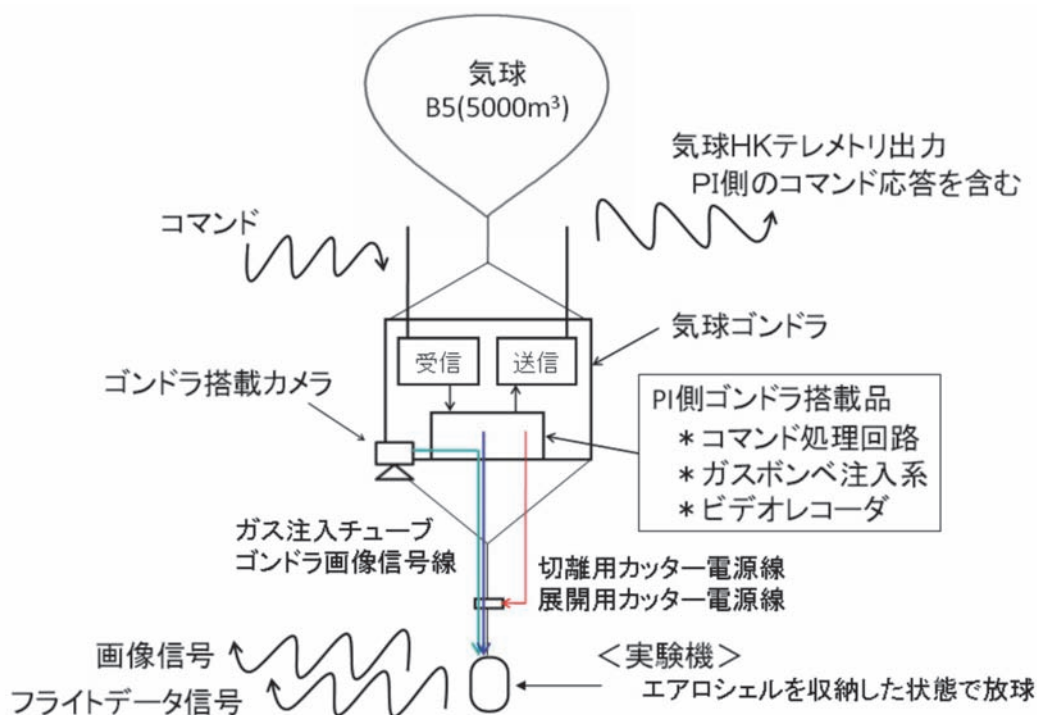 気球
B5(5000m³)
気球HKテレメトリ出力
PI側のコマンド応答を含む
コマンド
気球ゴンドラ
受信
送信
ゴンドラ搭載カメラ
PI側ゴンドラ搭載品
*コマンド処理回路
*ガスボンベ注入系
*ビデオレコーダ
ガス注入チューブ
ゴンドラ画像信号線
切離用カッター電源線
展開用カッター電源線
画像信号
フライトデータ信号
<実験機>
エアロシェルを収納した状態で放球